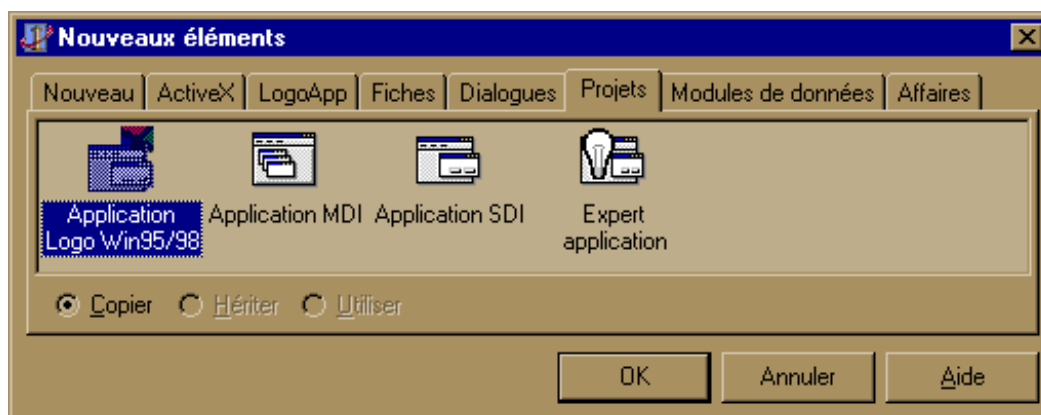 Nouveaux éléments
Nouveau ActiveX LogoApp Fiches Dialogues Projets Modules de données Affaires
Application Logo Win95/98
Application MDI
Application SDI
Expert application
Copier Hériter Utiliser
OK Annuler Aide